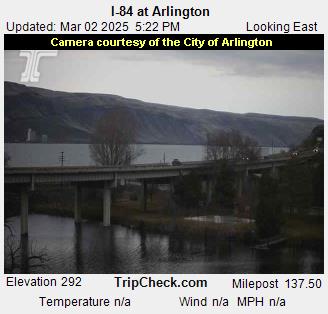 I-84 at Arlington
Updated: Mar 02 2025 5:22 PM Looking East
Camera courtesy of the City of Arlington
Elevation 292 TripCheck.com Milepost 137.50
Temperature n/a Wind n/a MPH n/a